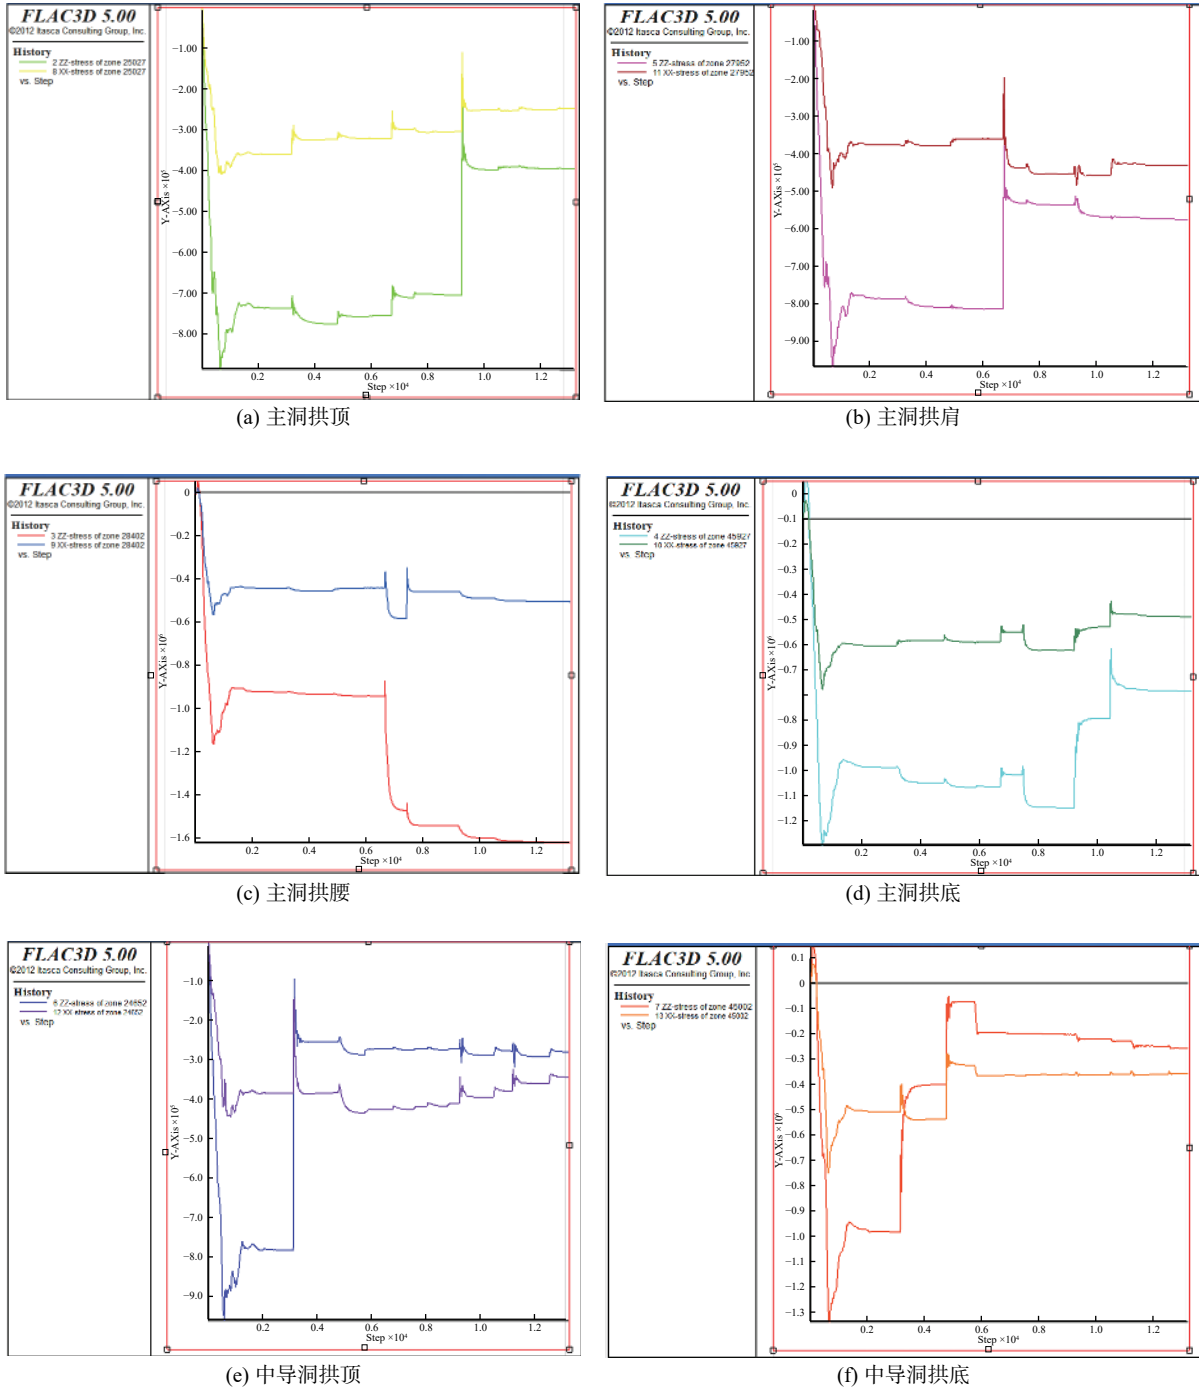 FLAC3D 5.00
©2012 Itasca Consulting Group, Inc.
History
2 ZZ-stress of zone 25027
8 XX-stress of zone 25027
vs. Step
Y-AXis ×10⁵
−1.00
−2.00
−3.00
−4.00
−5.00
−6.00
−7.00
−8.00
0.2 0.4 0.6 0.8 1.0 1.2
Step ×10⁴
(a) 主洞拱顶
FLAC3D 5.00
©2012 Itasca Consulting Group, Inc.
History
5 ZZ-stress of zone 27952
11 XX-stress of zone 27952
vs. Step
Y-AXis ×10⁵
−1.00
−2.00
−3.00
−4.00
−5.00
−6.00
−7.00
−8.00
−9.00
0.2 0.4 0.6 0.8 1.0 1.2
Step ×10⁴
(b) 主洞拱肩
FLAC3D 5.00
©2012 Itasca Consulting Group, Inc.
History
3 ZZ-stress of zone 28402
9 XX-stress of zone 28402
vs. Step
Y-AXis ×10⁶
0
−0.2
−0.4
−0.6
−0.8
−1.0
−1.2
−1.4
−1.6
0.2 0.4 0.6 0.8 1.0 1.2
Step ×10⁴
(c) 主洞拱腰
FLAC3D 5.00
©2012 Itasca Consulting Group, Inc.
History
4 ZZ-stress of zone 45927
10 XX-stress of zone 45927
vs. Step
Y-AXis ×10⁶
0
−0.1
−0.2
−0.3
−0.4
−0.5
−0.6
−0.7
−0.8
−0.9
−1.0
−1.1
−1.2
0.2 0.4 0.6 0.8 1.0 1.2
Step ×10⁴
(d) 主洞拱底
FLAC3D 5.00
©2012 Itasca Consulting Group, Inc.
History
6 ZZ-stress of zone 24652
12 XX-stress of zone 24652
vs. Step
Y-AXis ×10⁵
−1.0
−2.0
−3.0
−4.0
−5.0
−6.0
−7.0
−8.0
−9.0
0.2 0.4 0.6 0.8 1.0 1.2
Step ×10⁴
(e) 中导洞拱顶
FLAC3D 5.00
©2012 Itasca Consulting Group, Inc.
History
7 ZZ-stress of zone 45002
13 XX-stress of zone 45002
vs. Step
Y-AXis ×10⁶
0.1
0
−0.1
−0.2
−0.3
−0.4
−0.5
−0.6
−0.7
−0.8
−0.9
−1.0
−1.1
−1.2
−1.3
0.2 0.4 0.6 0.8 1.0 1.2
Step ×10⁴
(f) 中导洞拱底